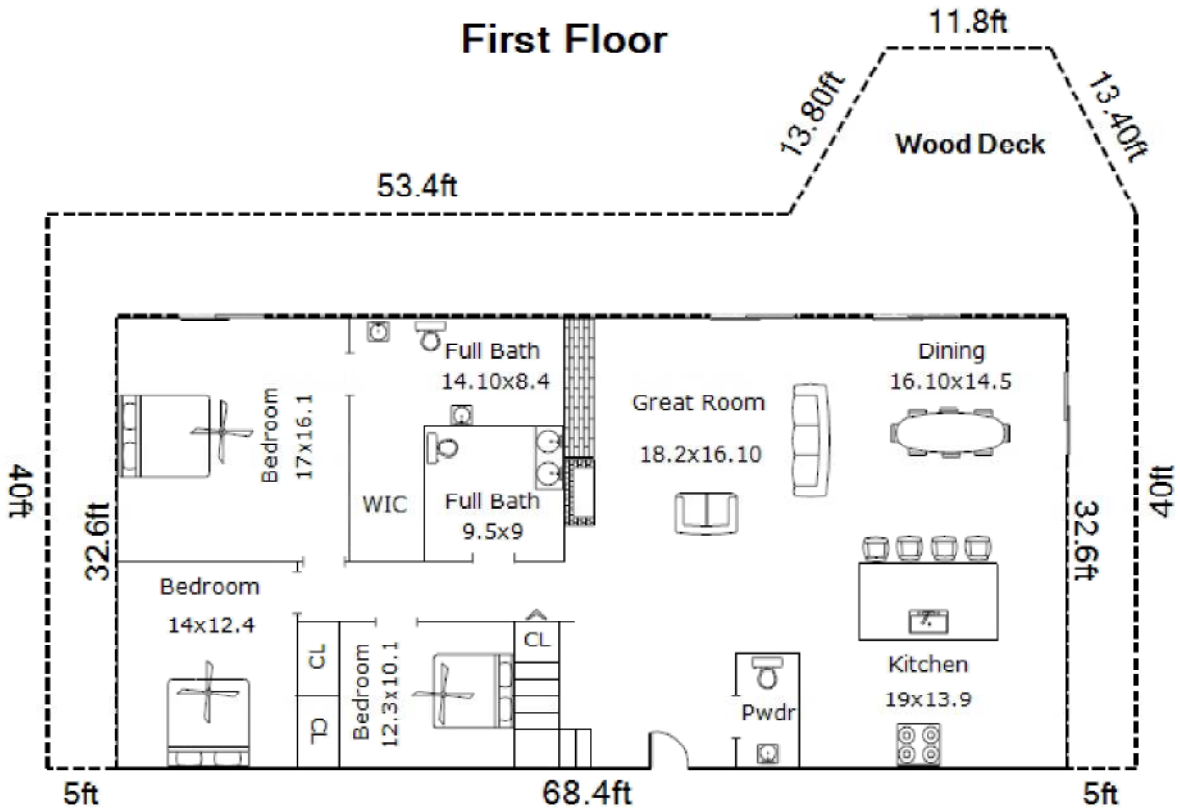 First Floor
11.8ft
13.80ft
13.40ft
Wood Deck
53.4ft
Full Bath
14.10x8.4
Dining
16.10x14.5
Great Room
18.2x16.10
Bedroom
17x16.1
WIC
Full Bath
9.5x9
40ft
32.6ft
32.6ft
40ft
Bedroom
14x12.4
CL
CL
Bedroom
12.3x10.1
CL
Kitchen
19x13.9
Pwdr
5ft
68.4ft
5ft